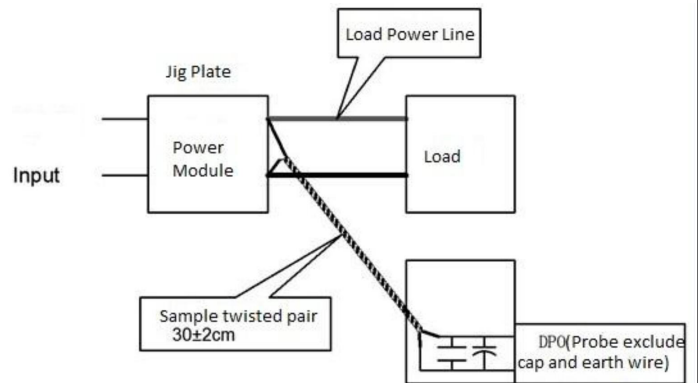 Load Power Line
Jig Plate
Power
Module
Load
Input
Sample twisted pair
30±2cm
DPO(Probe exclude
cap and earth wire)